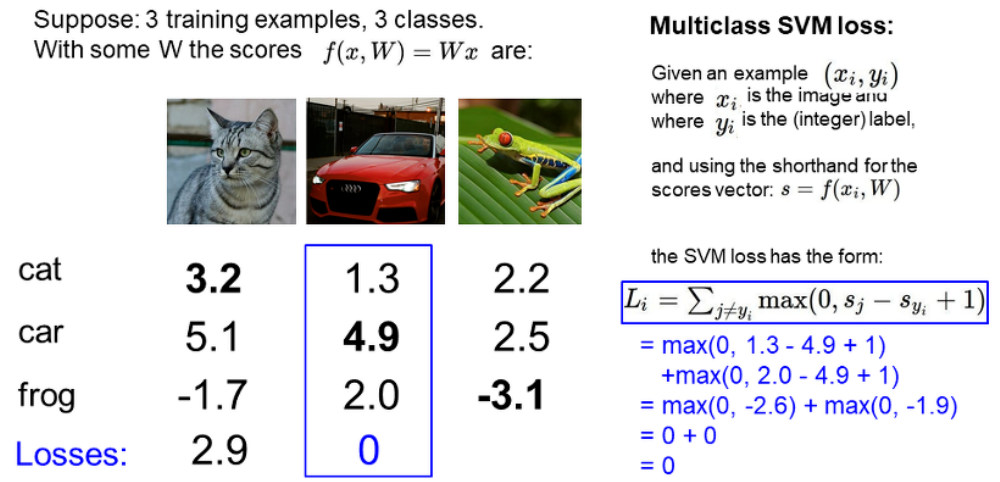 Suppose: 3 training examples, 3 classes.
With some W the scores f(x, W) = Wx are:
cat 3.2 1.3 2.2
car 5.1 4.9 2.5
frog -1.7 2.0 -3.1
Losses: 2.9 0
Multiclass SVM loss:
Given an example (x_i, y_i)
where x_i is the image and
where y_i is the (integer) label,
and using the shorthand for the
scores vector: s = f(x_i, W)
the SVM loss has the form:
L_i = ∑_{j≠y_i} max(0, s_j − s_{y_i} + 1)
= max(0, 1.3 - 4.9 + 1)
+max(0, 2.0 - 4.9 + 1)
= max(0, -2.6) + max(0, -1.9)
= 0 + 0
= 0